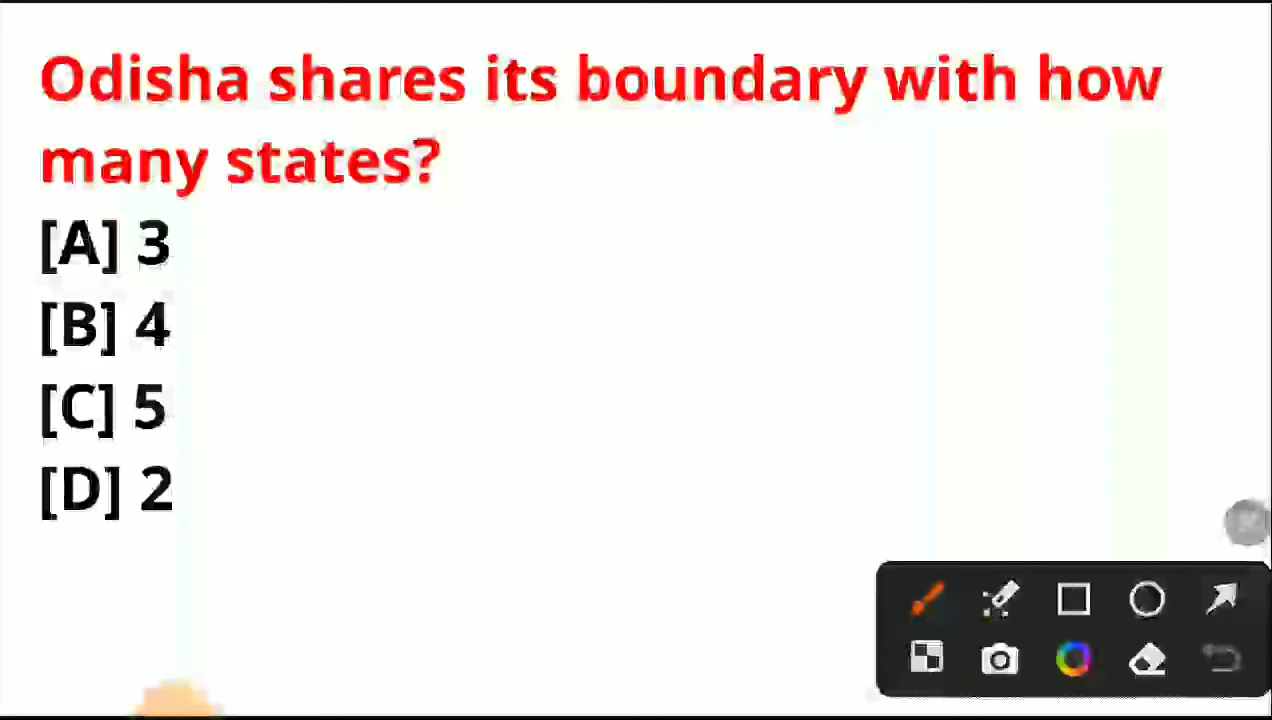 Odisha shares its boundary with how
many states?
[A] 3
[B] 4
[C] 5
[D] 2